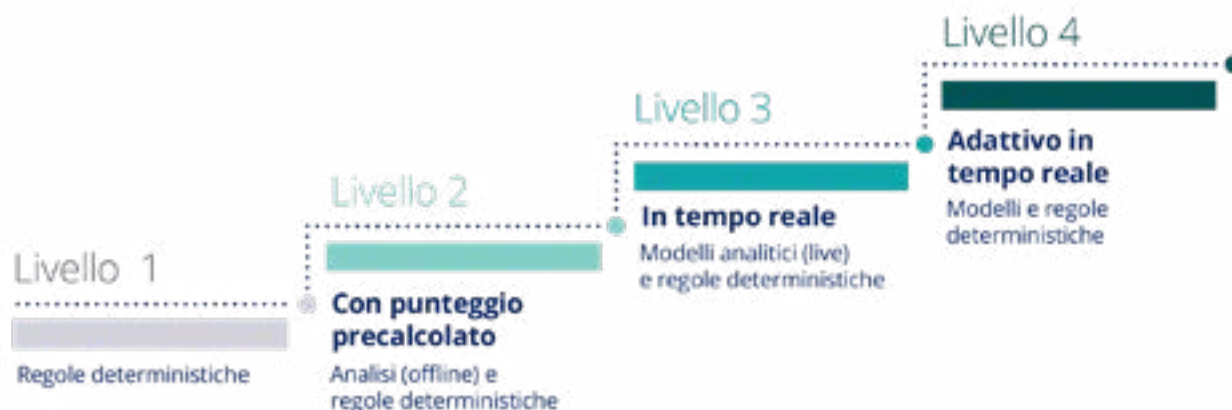 Livello 1
Regole deterministiche
Livello 2
Con punteggio
precalcolato
Analisi (offline) e
regole deterministiche
Livello 3
In tempo reale
Modelli analitici (live)
e regole deterministiche
Livello 4
Adattivo in
tempo reale
Modelli e regole
deterministiche